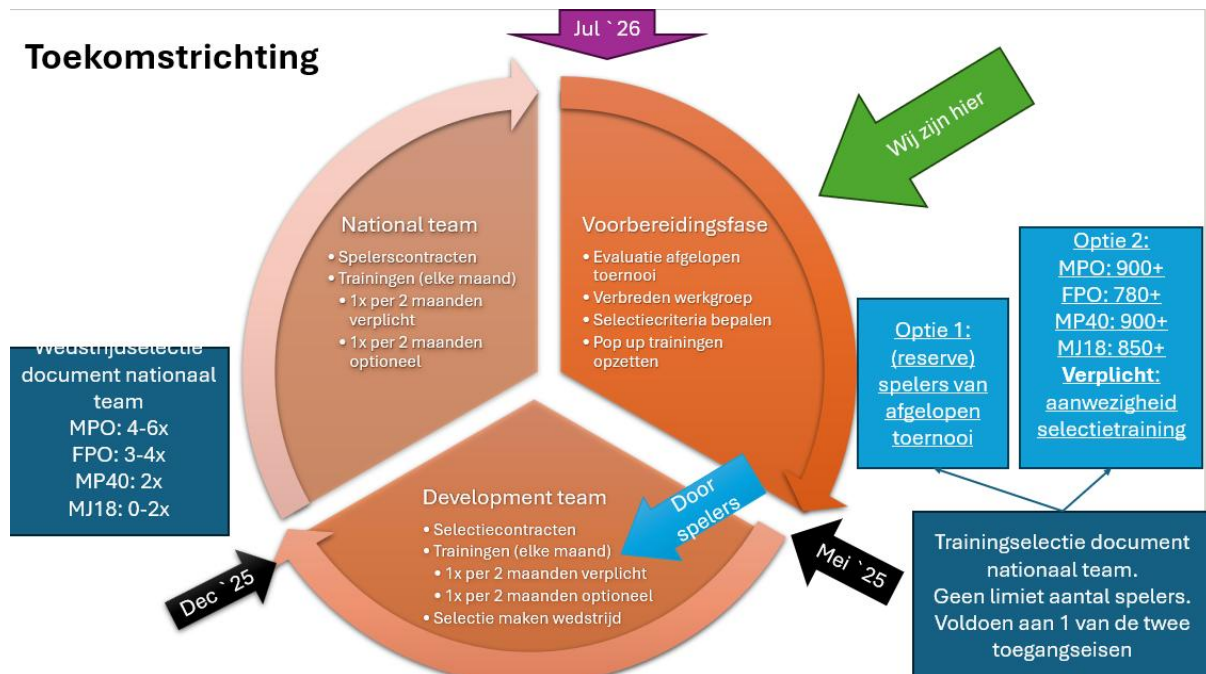 Toekomstrichting
Jul `26
Wij zijn hier
National team
• Spelerscontracten
• Trainingen (elke maand)
• 1x per 2 maanden
verplicht
• 1x per 2 maanden
optioneel
Voorbereidingsfase
• Evaluatie afgelopen
toernooi
• Verbreden werkgroep
• Selectiecriteria bepalen
• Pop up trainingen
opzetten
Optie 1:
(reserve)
spelers van
afgelopen
toernooi
Optie 2:
MPO: 900+
FPO: 780+
MP40: 900+
MJ18: 850+
Verplicht:
aanwezigheid
selectietraining
Wedstrijdselectie
document nationaal
team
MPO: 4-6x
FPO: 3-4x
MP40: 2x
MJ18: 0-2x
Development team
• Selectiecontracten
• Trainingen (elke maand)
• 1x per 2 maanden verplicht
• 1x per 2 maanden optioneel
• Selectie maken wedstrijd
Door
spelers
Dec `25
Mei `25
Trainingselectie document
nationaal team.
Geen limiet aantal spelers.
Voldoen aan 1 van de twee
toegangseisen